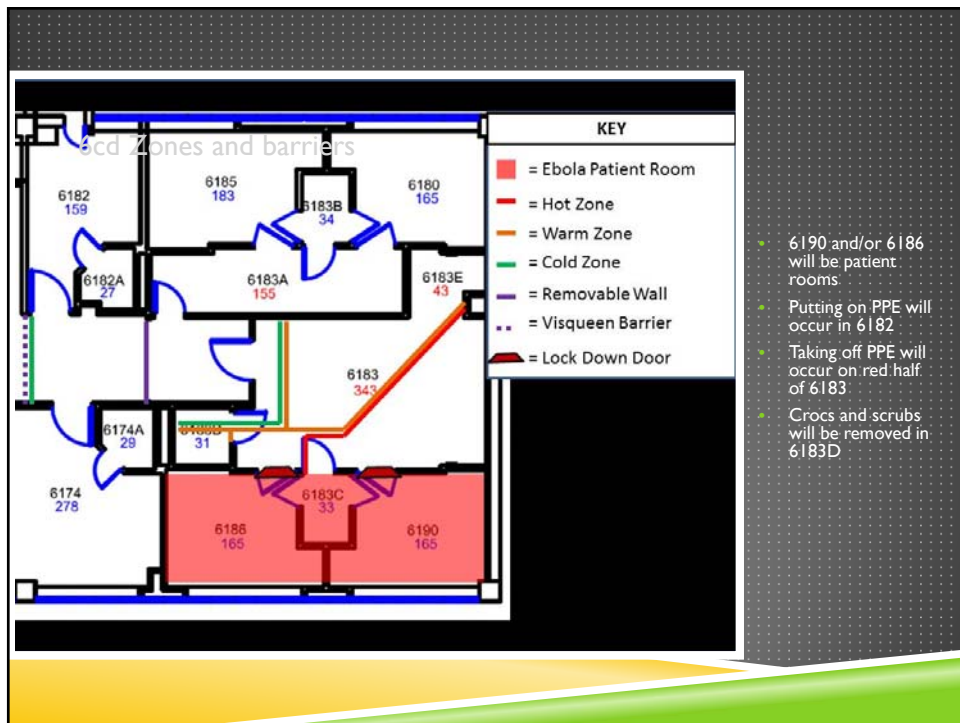 6cd Zones and barriers
6182
159
6185
183
6183B
34
6180
165
6182A
27
6183A
155
6183E
43
6183
343
6174A
29
31
6174
278
6183C
33
6186
165
6190
165
KEY
= Ebola Patient Room
= Hot Zone
= Warm Zone
= Cold Zone
= Removable Wall
= Visqueen Barrier
= Lock Down Door
• 6190 and/or 6186
will be patient
rooms
• Putting on PPE will
occur in 6182
• Taking off PPE will
occur on red half
of 6183
• Crocs and scrubs
will be removed in
6183D